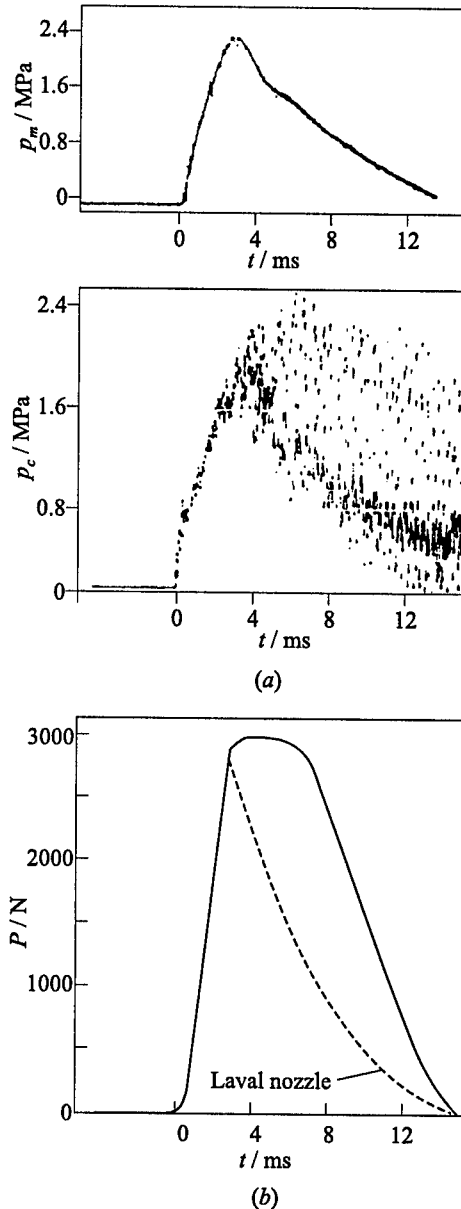 2.4
1.6
0.8
0
p_m / MPa
0 4 8 12
t / ms
2.4
1.6
0.8
0
p_c / MPa
0 4 8 12
t / ms
(a)
3000
2000
1000
0
P / N
Laval nozzle
0 4 8 12
t / ms
(b)